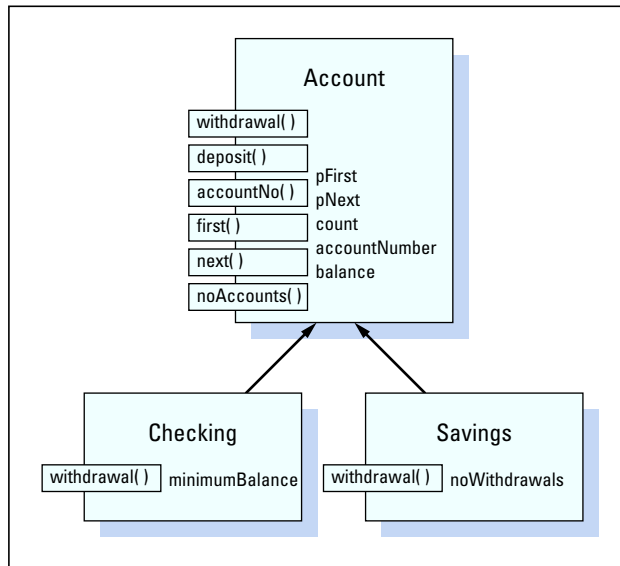 Account
withdrawal( )
deposit( )
accountNo( )
first( )
next( )
noAccounts( )
pFirst
pNext
count
accountNumber
balance
Checking
withdrawal( )
minimumBalance
Savings
withdrawal( )
noWithdrawals